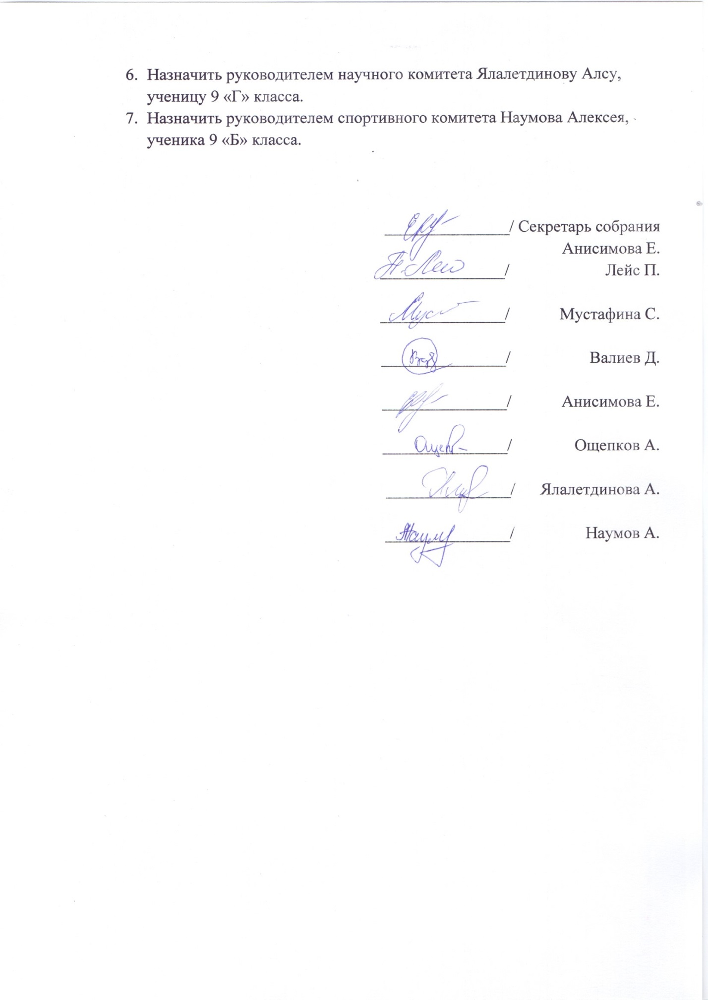 6. Назначить руководителем научного комитета Ялалетдинову Алсу,
ученицу 9 «Г» класса.
7. Назначить руководителем спортивного комитета Наумова Алексея,
ученика 9 «Б» класса.
/ Секретарь собрания
Анисимова Е.
/ Лейс П.
/ Мустафина С.
/ Валиев Д.
/ Анисимова Е.
/ Ощепков А.
/ Ялалетдинова А.
/ Наумов А.